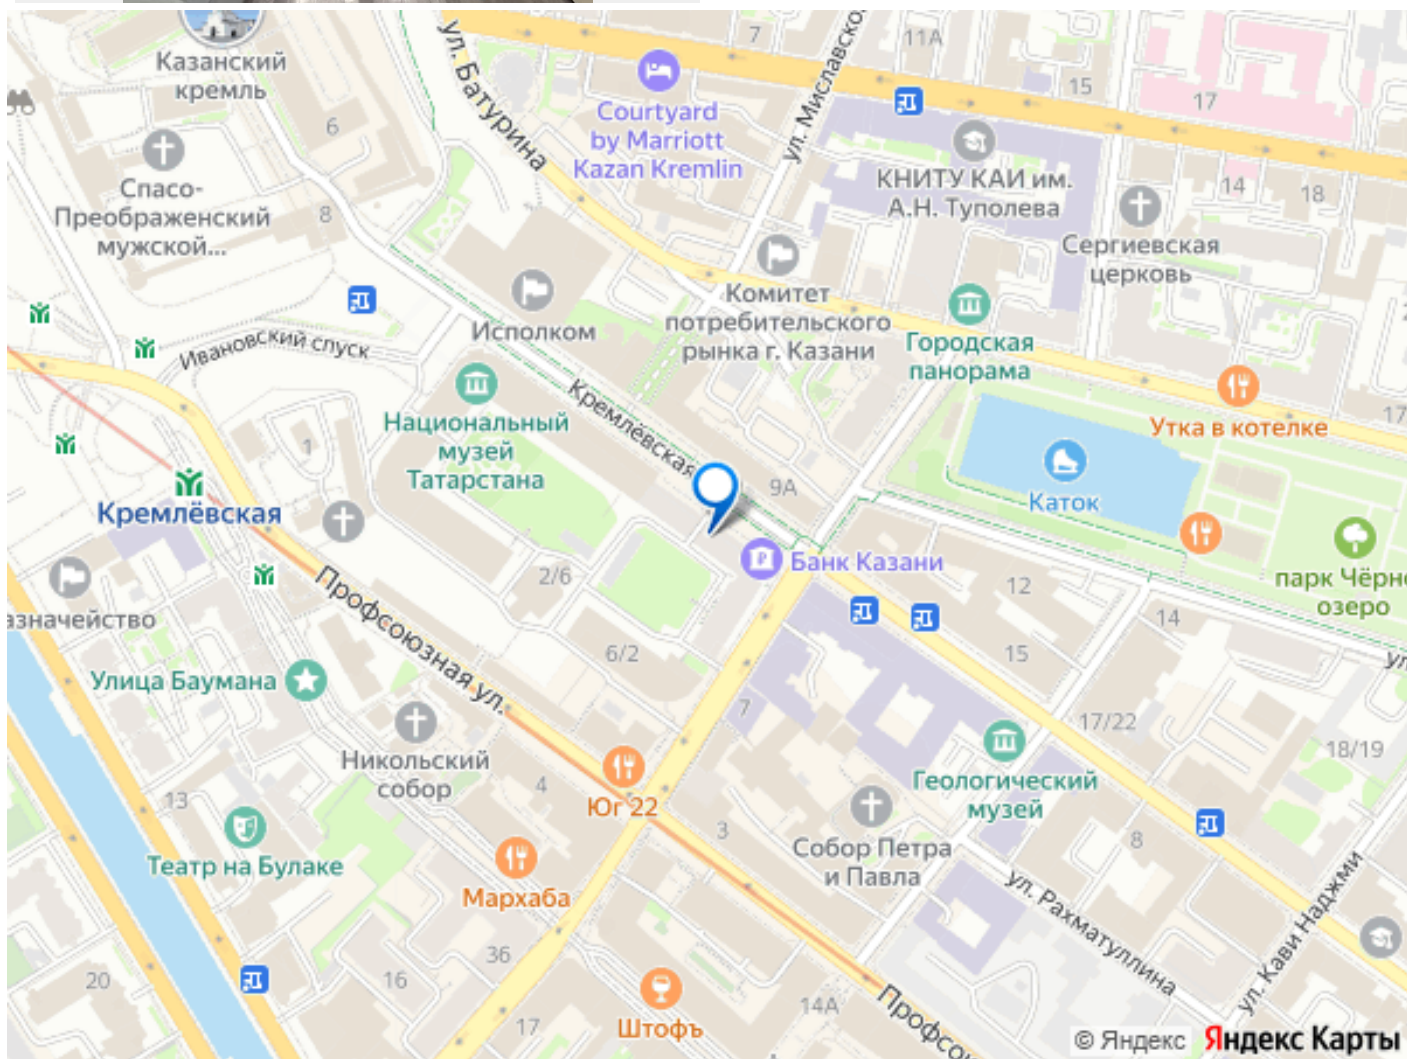 Казанский
кремль
6
ул. Батурина
7
ул. Миславского
11А
15
17
Courtyard
by Marriott
Kazan Kremlin
КНИТУ КАИ им.
А.Н. Туполева
14
18
Спасо-
Преображенский
мужской...
8
Сергиевская
церковь
Исполком
Комитет
потребительского
рынка г. Казани
Городская
панорама
Ивановский спуск
Национальный
музей
Татарстана
Кремлёвская
1
17
Утка в котелке
9А
Каток
Кремлёвская
парк Чёрн
озеро
Банк Казани
2/6
12
азначейство
14
Профсоюзная ул.
6/2
15
ул
Улица Баумана
7
17/22
18/19
Никольский
собор
Геологический
музей
4
13
Юг 22
3
8
Театр на Булаке
Собор Петра
и Павла
Мархаба
ул. Рахматуллина
ул. Кави Наджми
36
20
16
14А
17
Штофъ
Профсо
© Яндекс Яндекс Карты